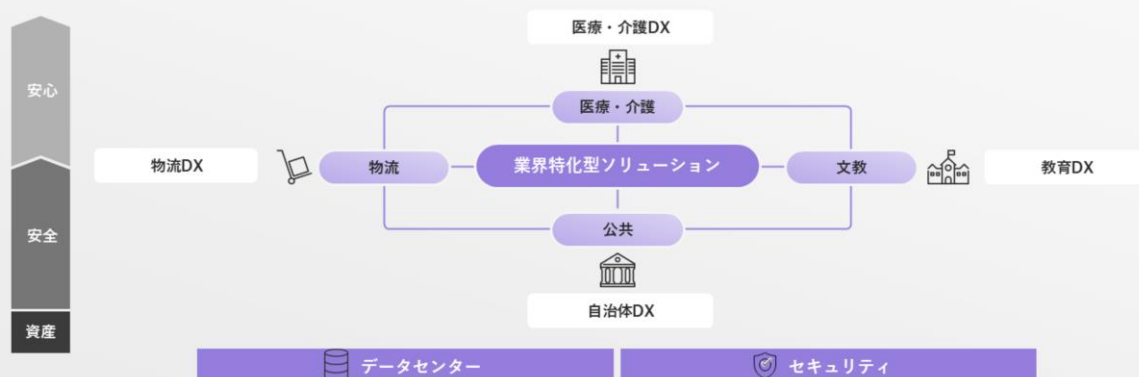 医療・介護DX
安心
医療・介護
物流DX
物流
業界特化型ソリューション
文教
教育DX
安全
公共
自治体DX
資産
データセンター
セキュリティ